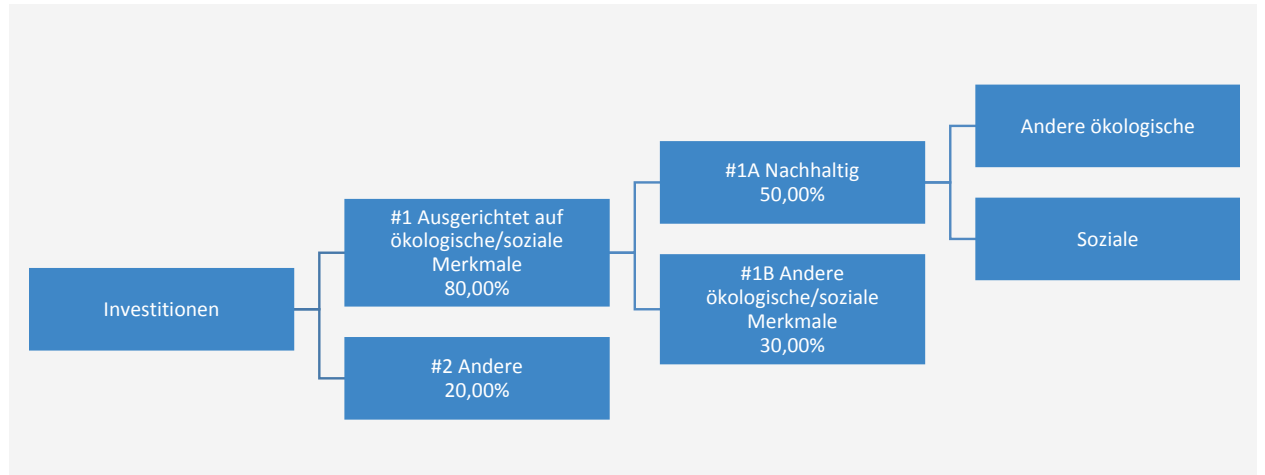 Investitionen
#1 Ausgerichtet auf
ökologische/soziale
Merkmale
80,00%
#2 Andere
20,00%
#1A Nachhaltig
50,00%
#1B Andere
ökologische/soziale
Merkmale
30,00%
Andere ökologische
Soziale